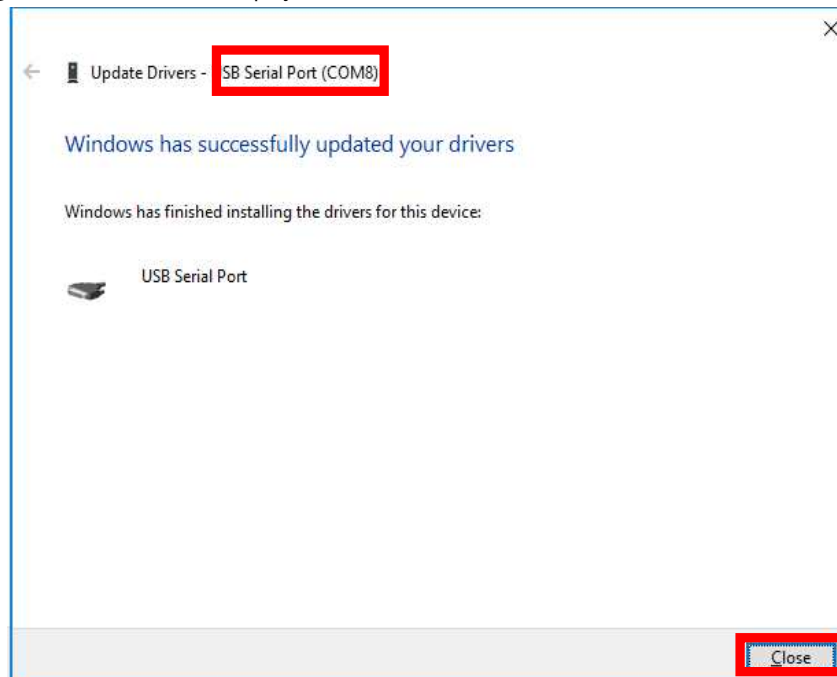 Update Drivers - SB Serial Port (COM8)
Windows has successfully updated your drivers
Windows has finished installing the drivers for this device:
USB Serial Port
Close